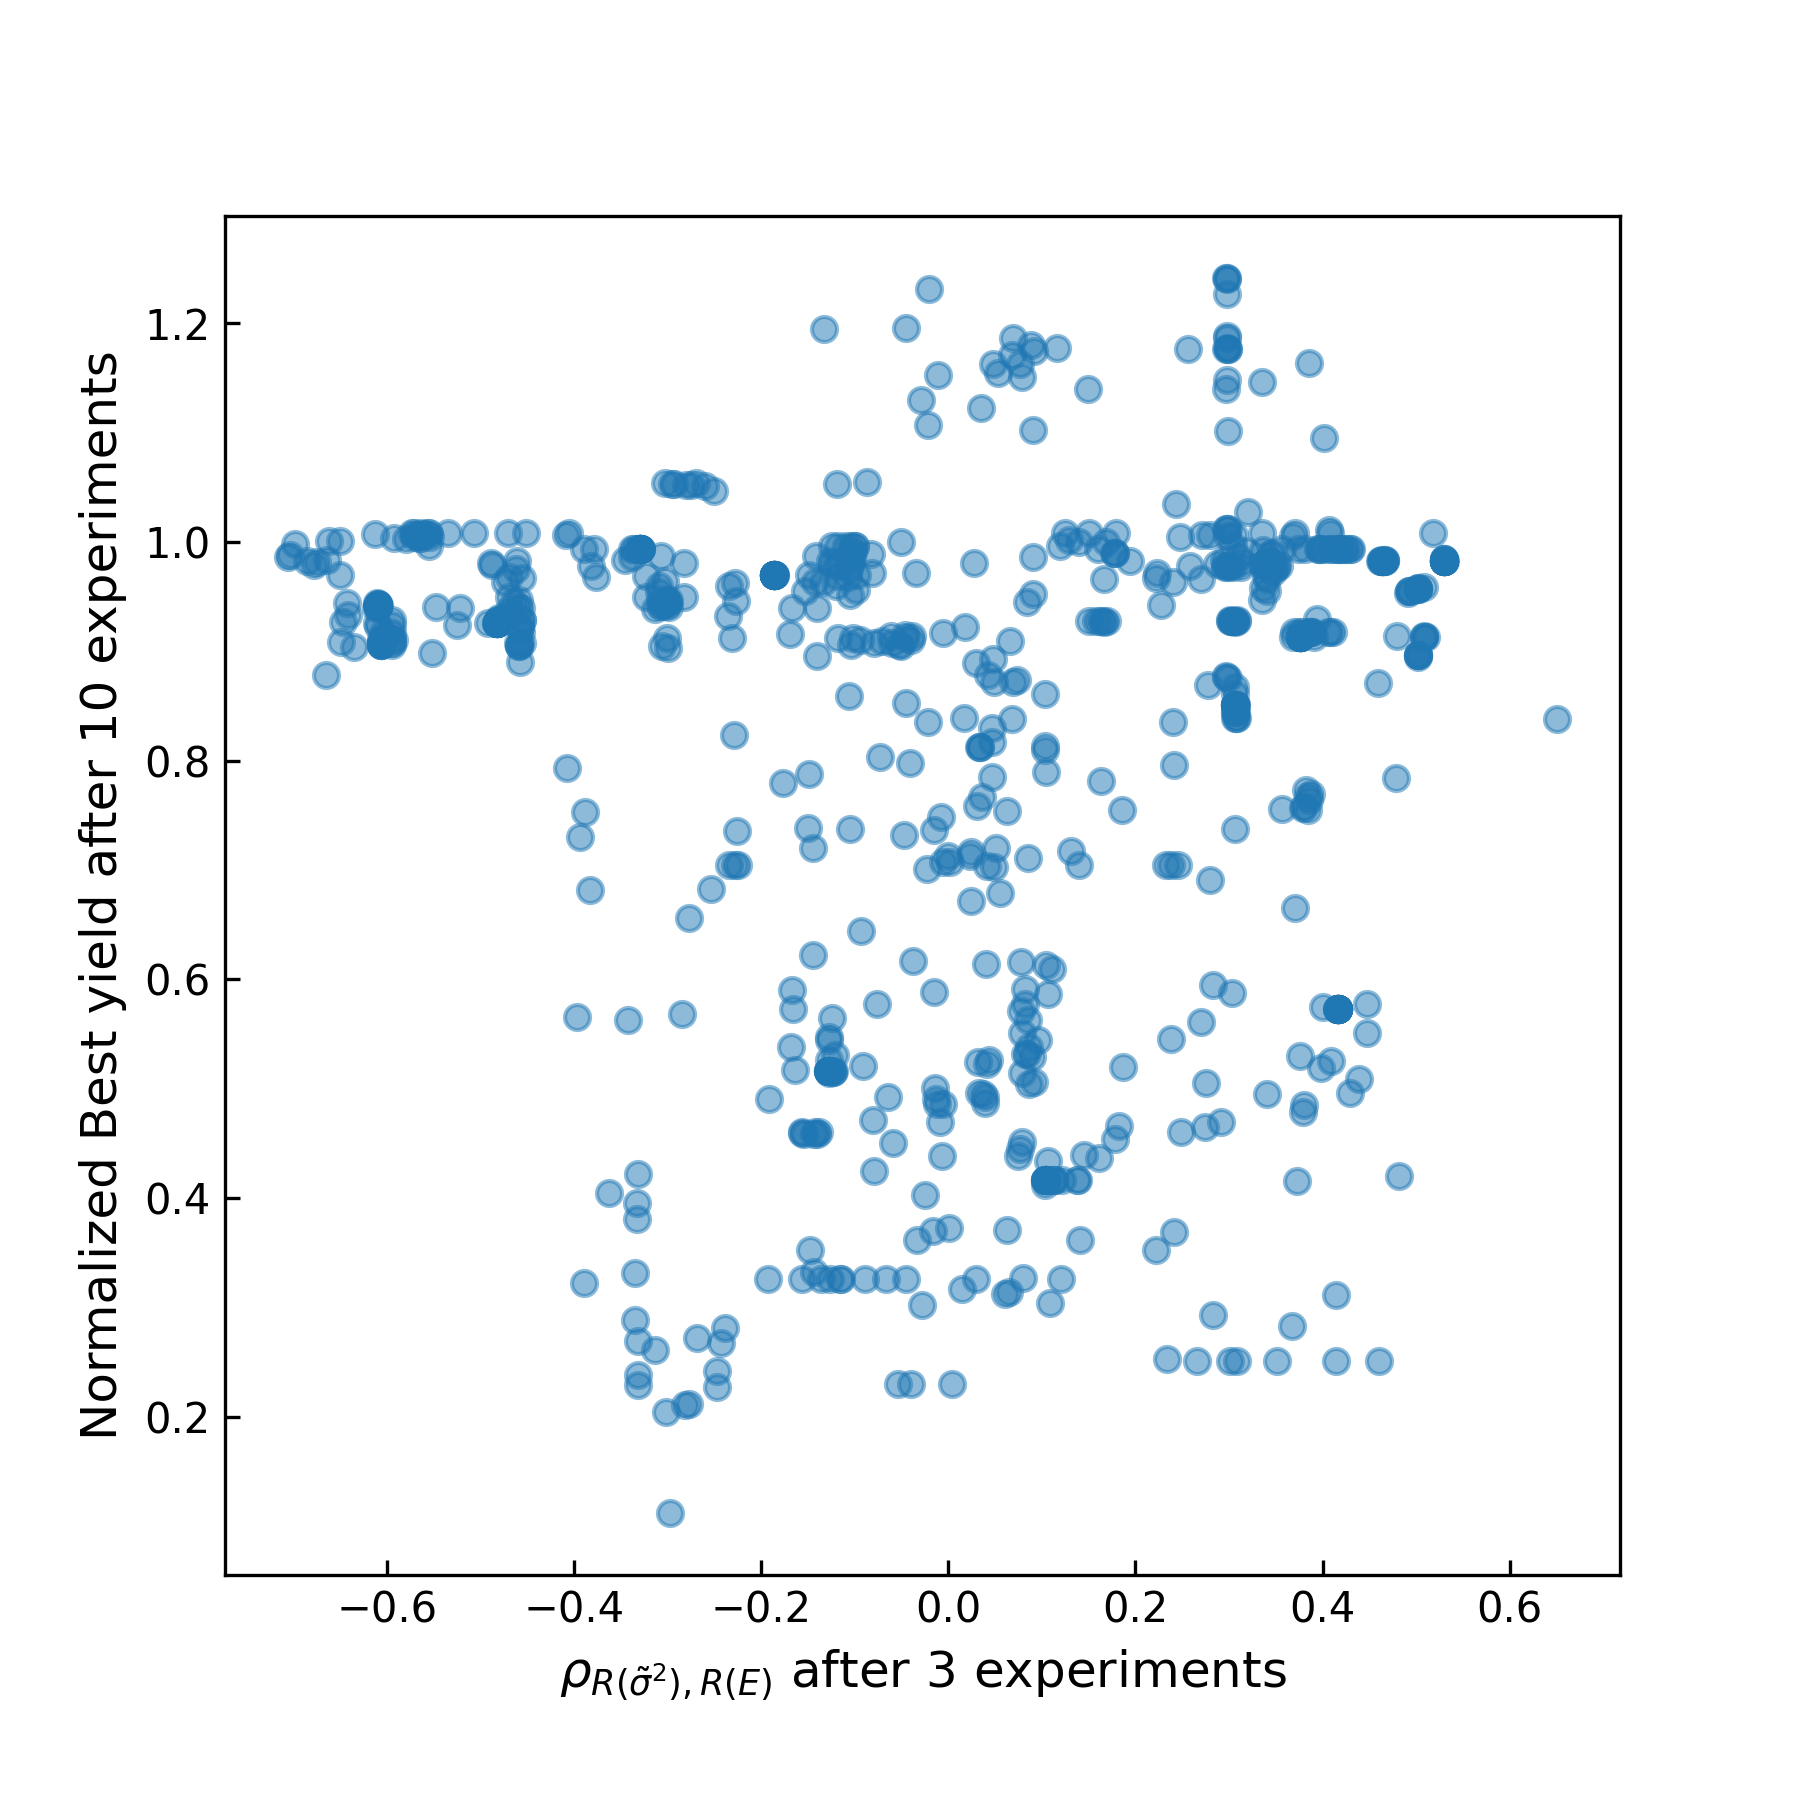 Normalized Best yield after 10 experiments
1.2
1.0
0.8
0.6
0.4
0.2
−0.6 −0.4 −0.2 0.0 0.2 0.4 0.6
ρ_{R(σ̃²), R(E)} after 3 experiments